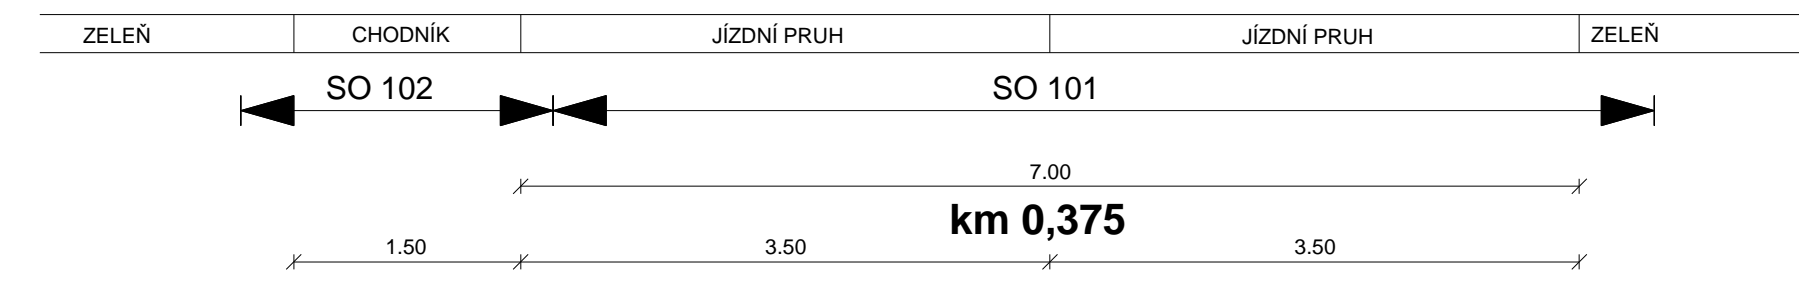 ZELEŇ CHODNÍK JÍZDNÍ PRUH JÍZDNÍ PRUH ZELEŇ
SO 102 SO 101
7.00
km 0,375
1.50 3.50 3.50